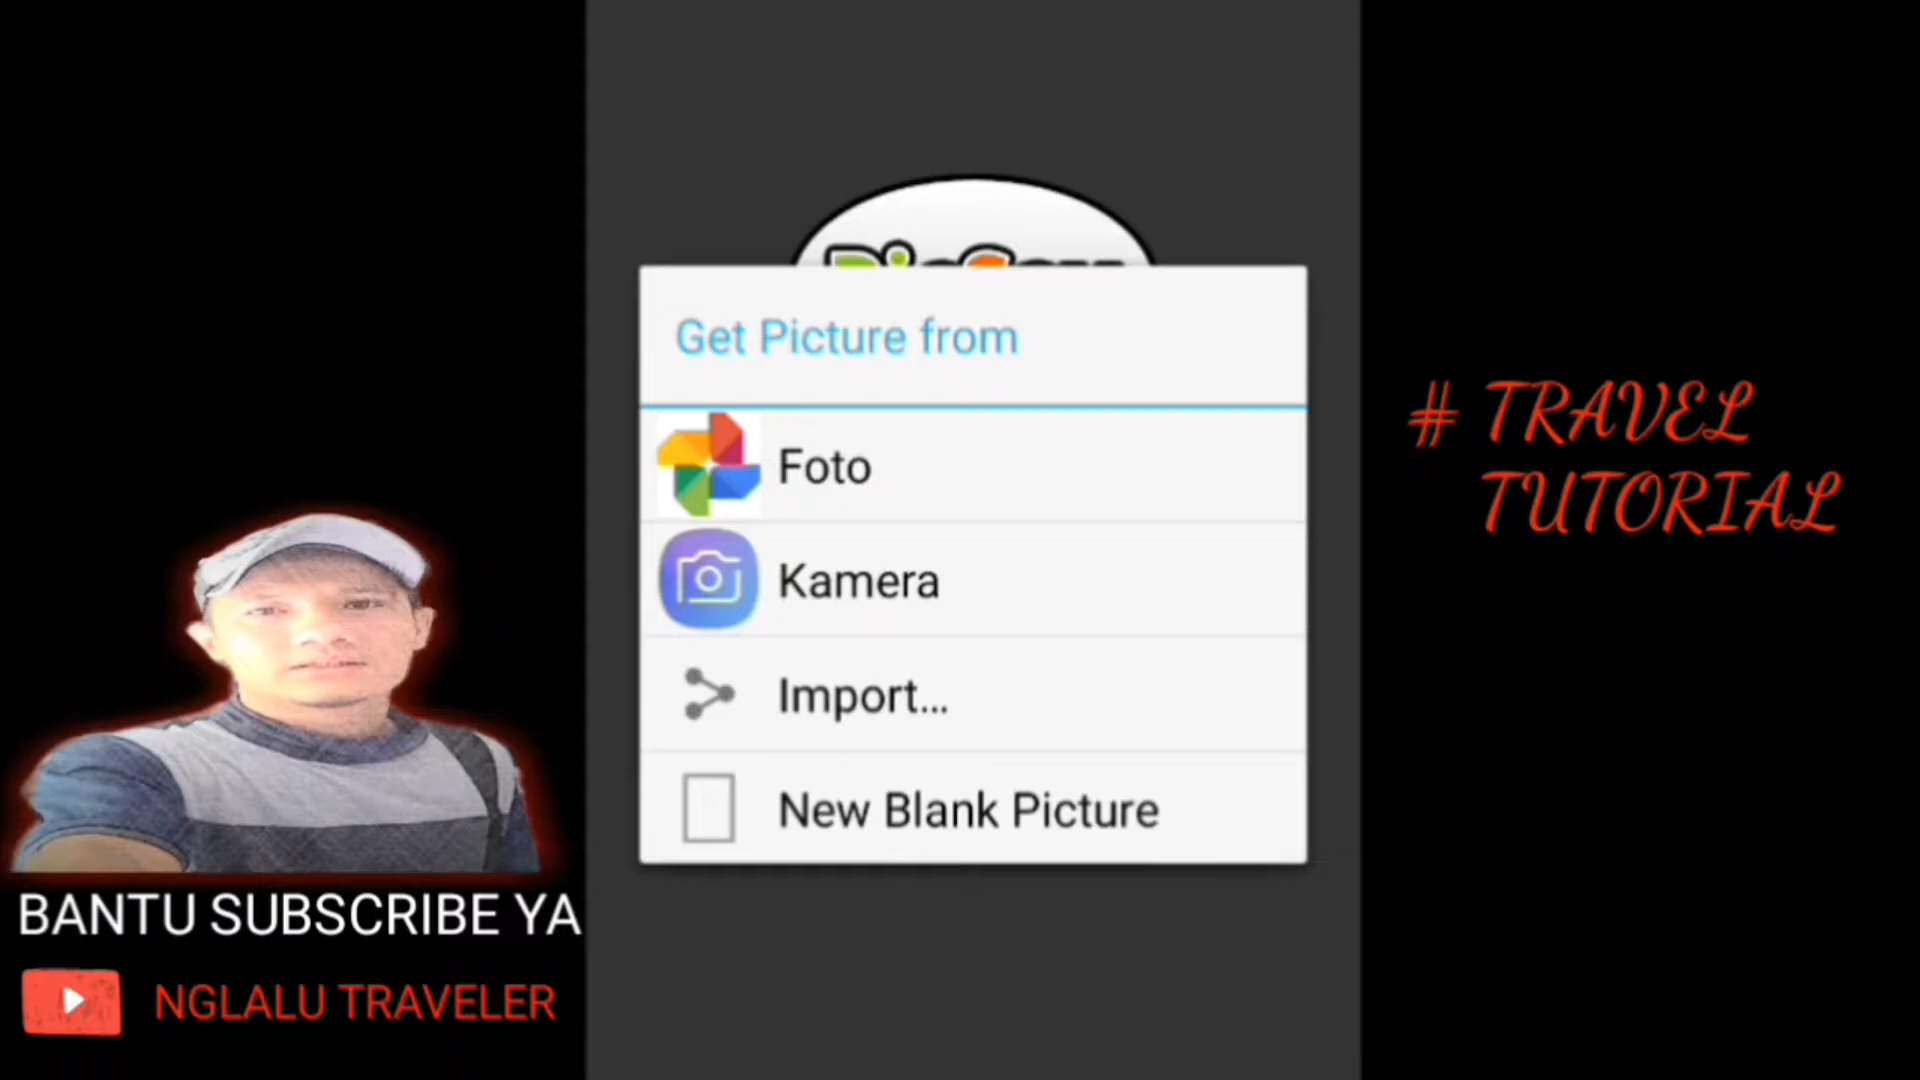 Get Picture from
Foto
Kamera
Import...
New Blank Picture
# TRAVEL
TUTORIAL
BANTU SUBSCRIBE YA
NGLALU TRAVELER